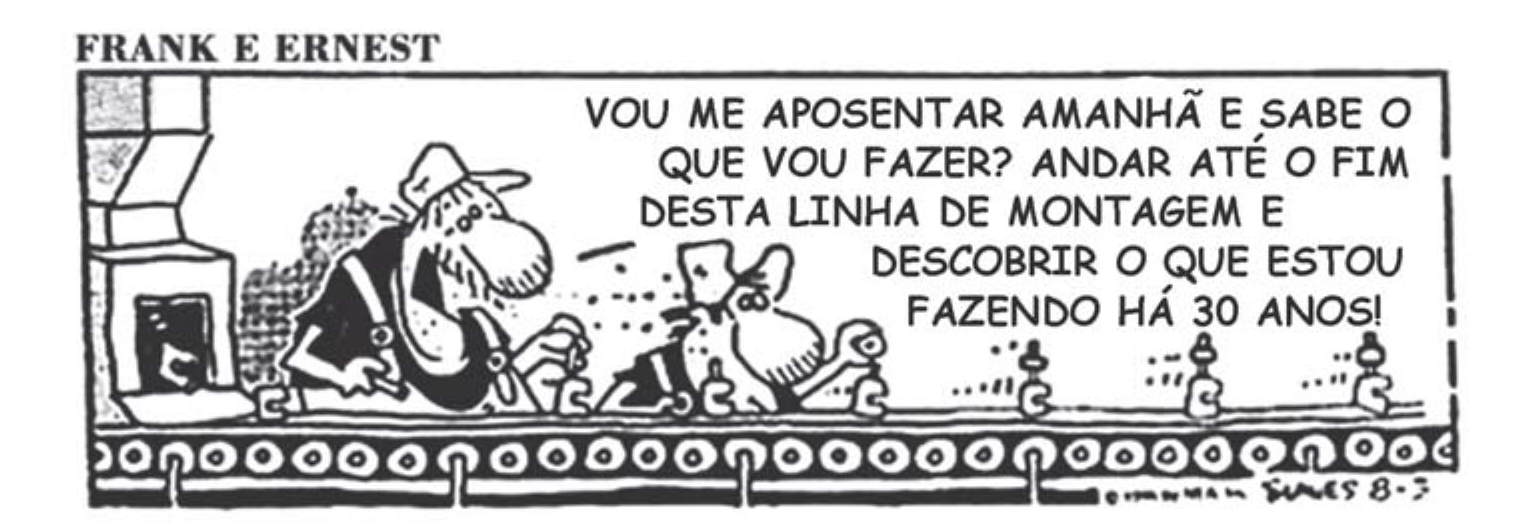 FRANK E ERNEST
VOU ME APOSENTAR AMANHÃ E SABE O
QUE VOU FAZER? ANDAR ATÉ O FIM
DESTA LINHA DE MONTAGEM E
DESCOBRIR O QUE ESTOU
FAZENDO HÁ 30 ANOS!